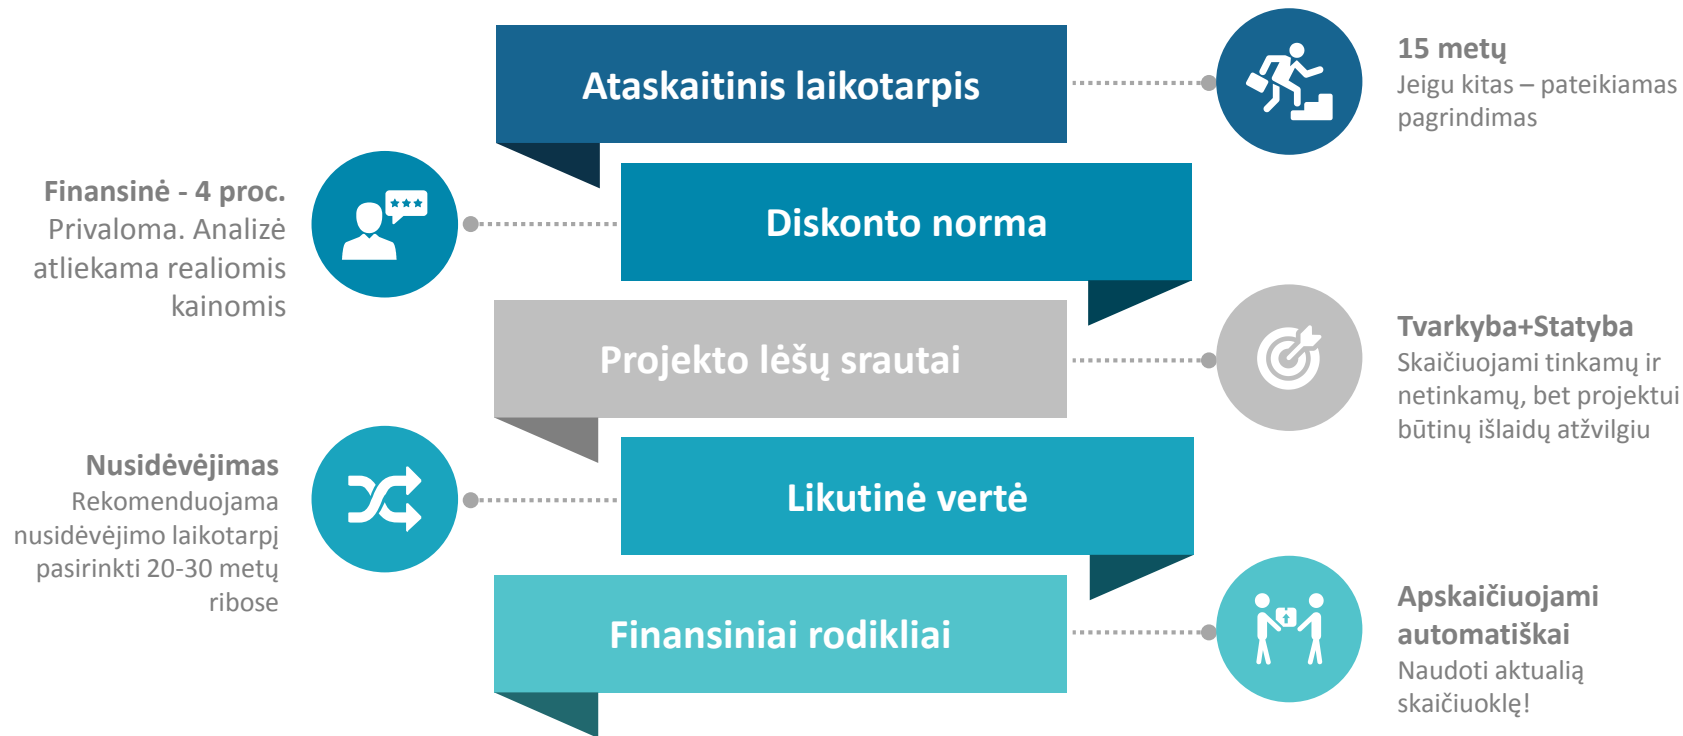 Ataskaitinis laikotarpis
15 metų
Jeigu kitas – pateikiamas
pagrindimas
Finansinė - 4 proc.
Privaloma. Analizė
atliekama realiomis
kainomis
Diskonto norma
Projekto lėšų srautai
Tvarkyba+Statyba
Skaičiuojami tinkamų ir
netinkamų, bet projektui
būtinų išlaidų atžvilgiu
Nusidėvėjimas
Rekomenduojama
nusidėvėjimo laikotarpį
pasirinkti 20-30 metų
ribose
Likutinė vertė
Finansiniai rodikliai
Apskaičiuojami
automatiškai
Naudoti aktualią
skaičiuoklę!